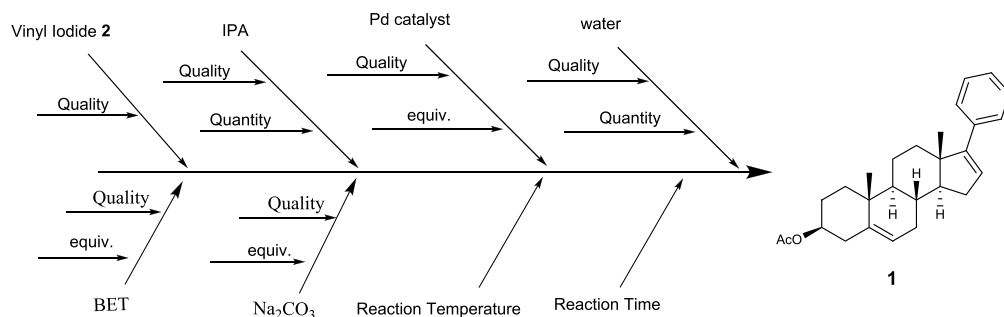 Vinyl Iodide 2
IPA
Pd catalyst
water
Quality
Quality
Quality
Quality
Quantity
equiv.
Quantity
Quality
equiv.
Quality
equiv.
BET
Na₂CO₃
Reaction Temperature
Reaction Time
H
H
H
AcO
1